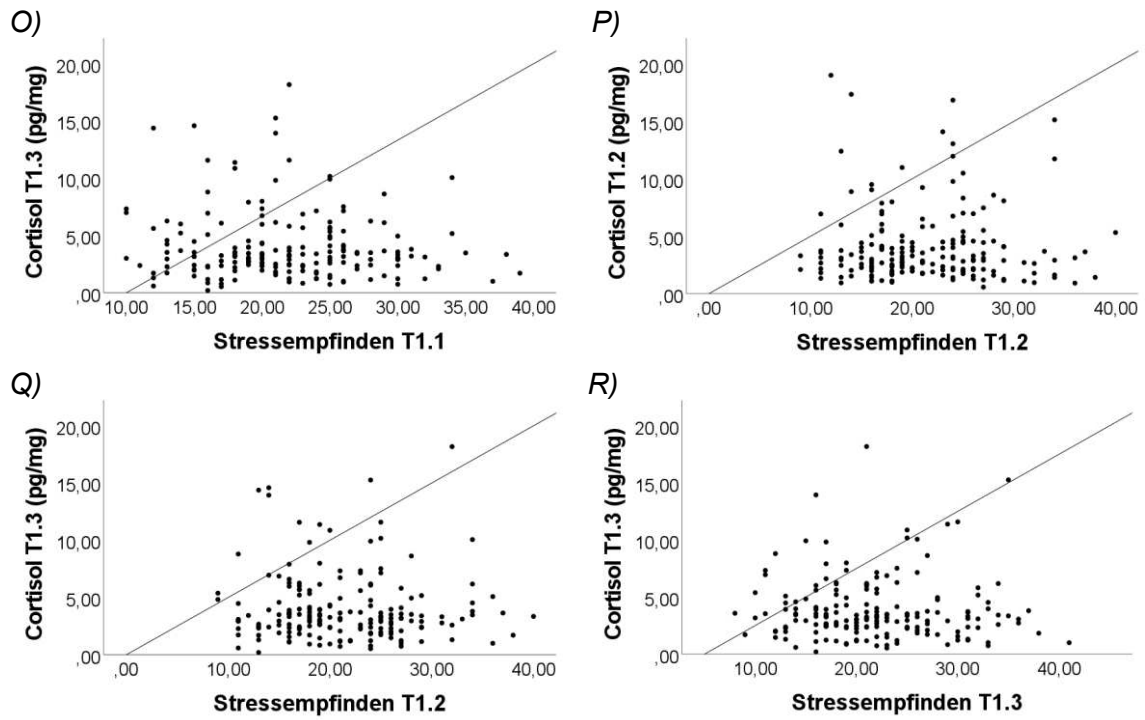 O)
Cortisol T1.3 (pg/mg)
20,00
15,00
10,00
5,00
,00
10,00 15,00 20,00 25,00 30,00 35,00 40,00
Stressempfinden T1.1
P)
Cortisol T1.2 (pg/mg)
20,00
15,00
10,00
5,00
,00
,00 10,00 20,00 30,00 40,00
Stressempfinden T1.2
Q)
Cortisol T1.3 (pg/mg)
20,00
15,00
10,00
5,00
,00
,00 10,00 20,00 30,00 40,00
Stressempfinden T1.2
R)
Cortisol T1.3 (pg/mg)
20,00
15,00
10,00
5,00
,00
10,00 20,00 30,00 40,00
Stressempfinden T1.3